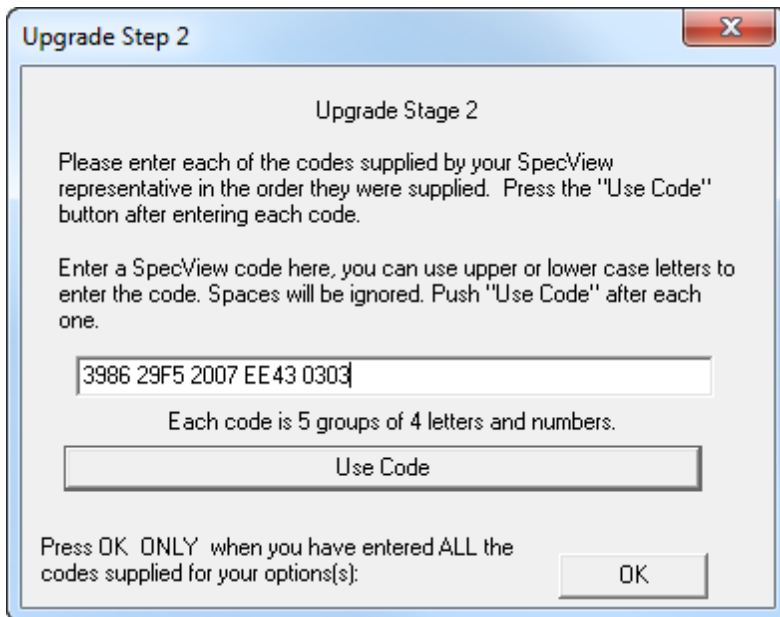 Upgrade Step 2
Upgrade Stage 2
Please enter each of the codes supplied by your SpecView
representative in the order they were supplied.  Press the "Use Code"
button after entering each code.
Enter a SpecView code here, you can use upper or lower case letters to
enter the code. Spaces will be ignored. Push "Use Code" after each
one.
3986 29F5 2007 EE43 0303
Each code is 5 groups of 4 letters and numbers.
Use Code
Press OK  ONLY  when you have entered ALL the
codes supplied for your options(s):
OK